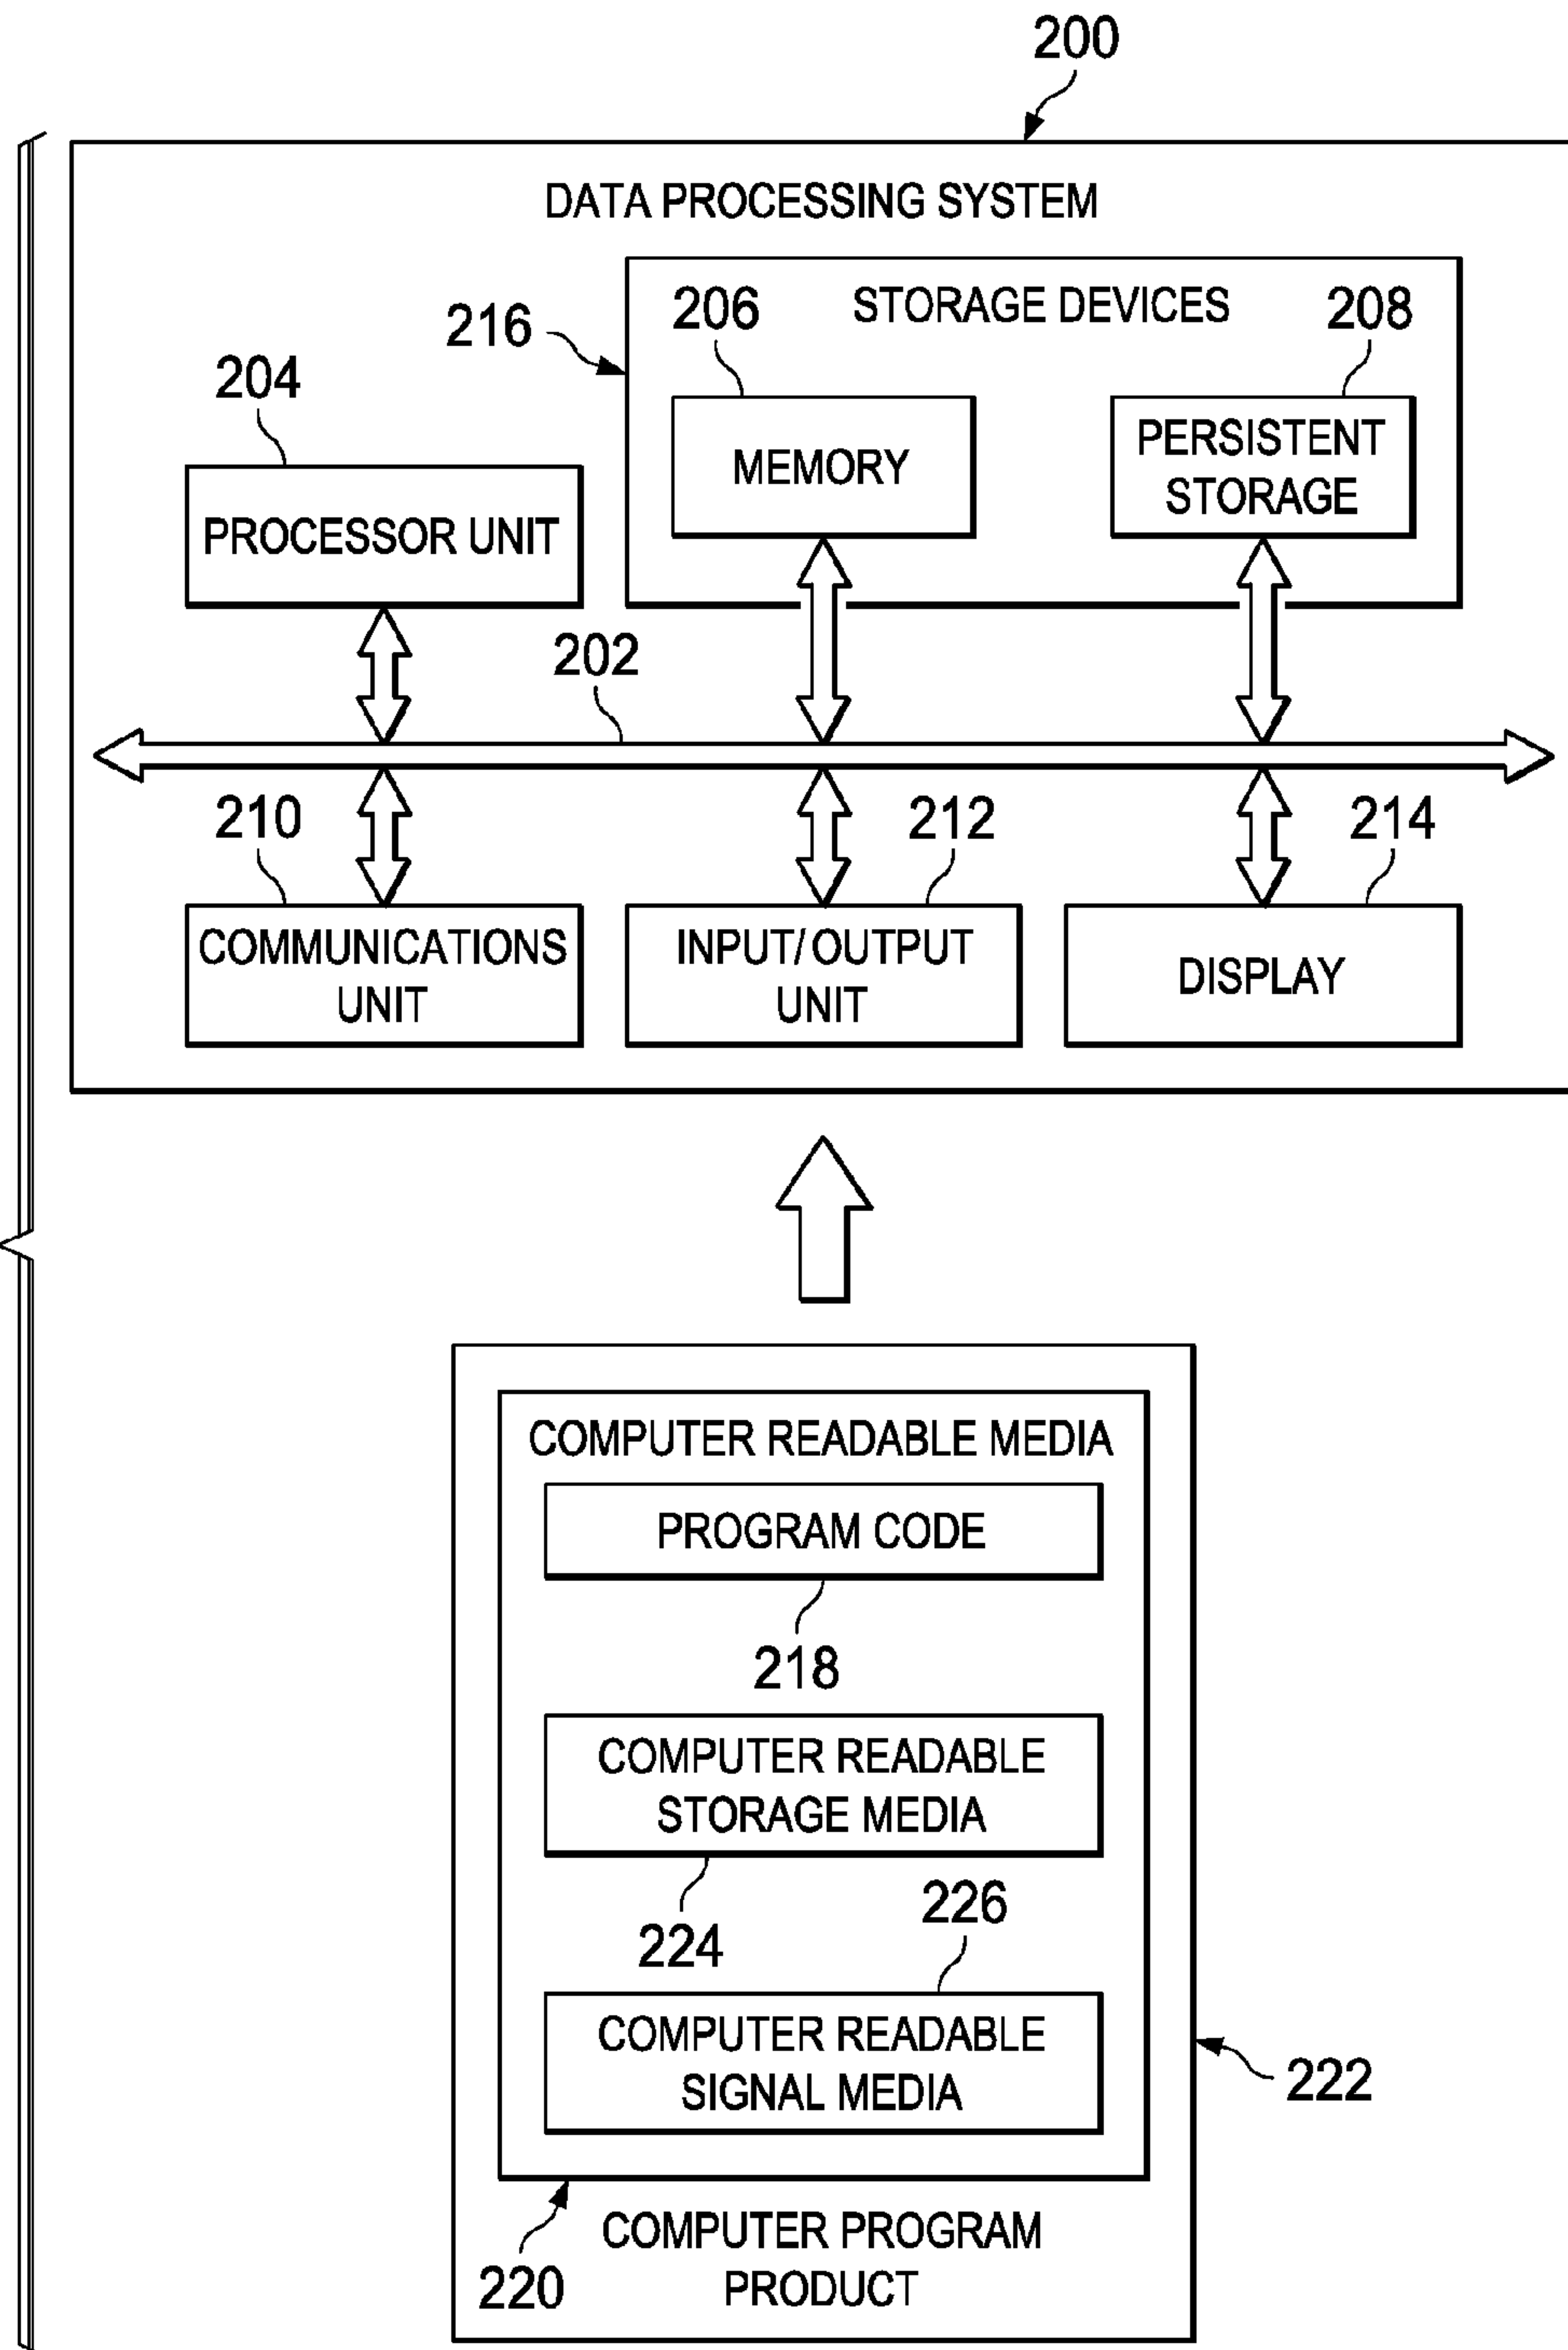 200
DATA PROCESSING SYSTEM
216
206
STORAGE DEVICES
208
204
MEMORY
PERSISTENT
STORAGE
PROCESSOR UNIT
202
210
212
214
COMMUNICATIONS
UNIT
INPUT/OUTPUT
UNIT
DISPLAY
COMPUTER READABLE MEDIA
PROGRAM CODE
218
COMPUTER READABLE
STORAGE MEDIA
224
226
COMPUTER READABLE
SIGNAL MEDIA
222
220
COMPUTER PROGRAM
PRODUCT